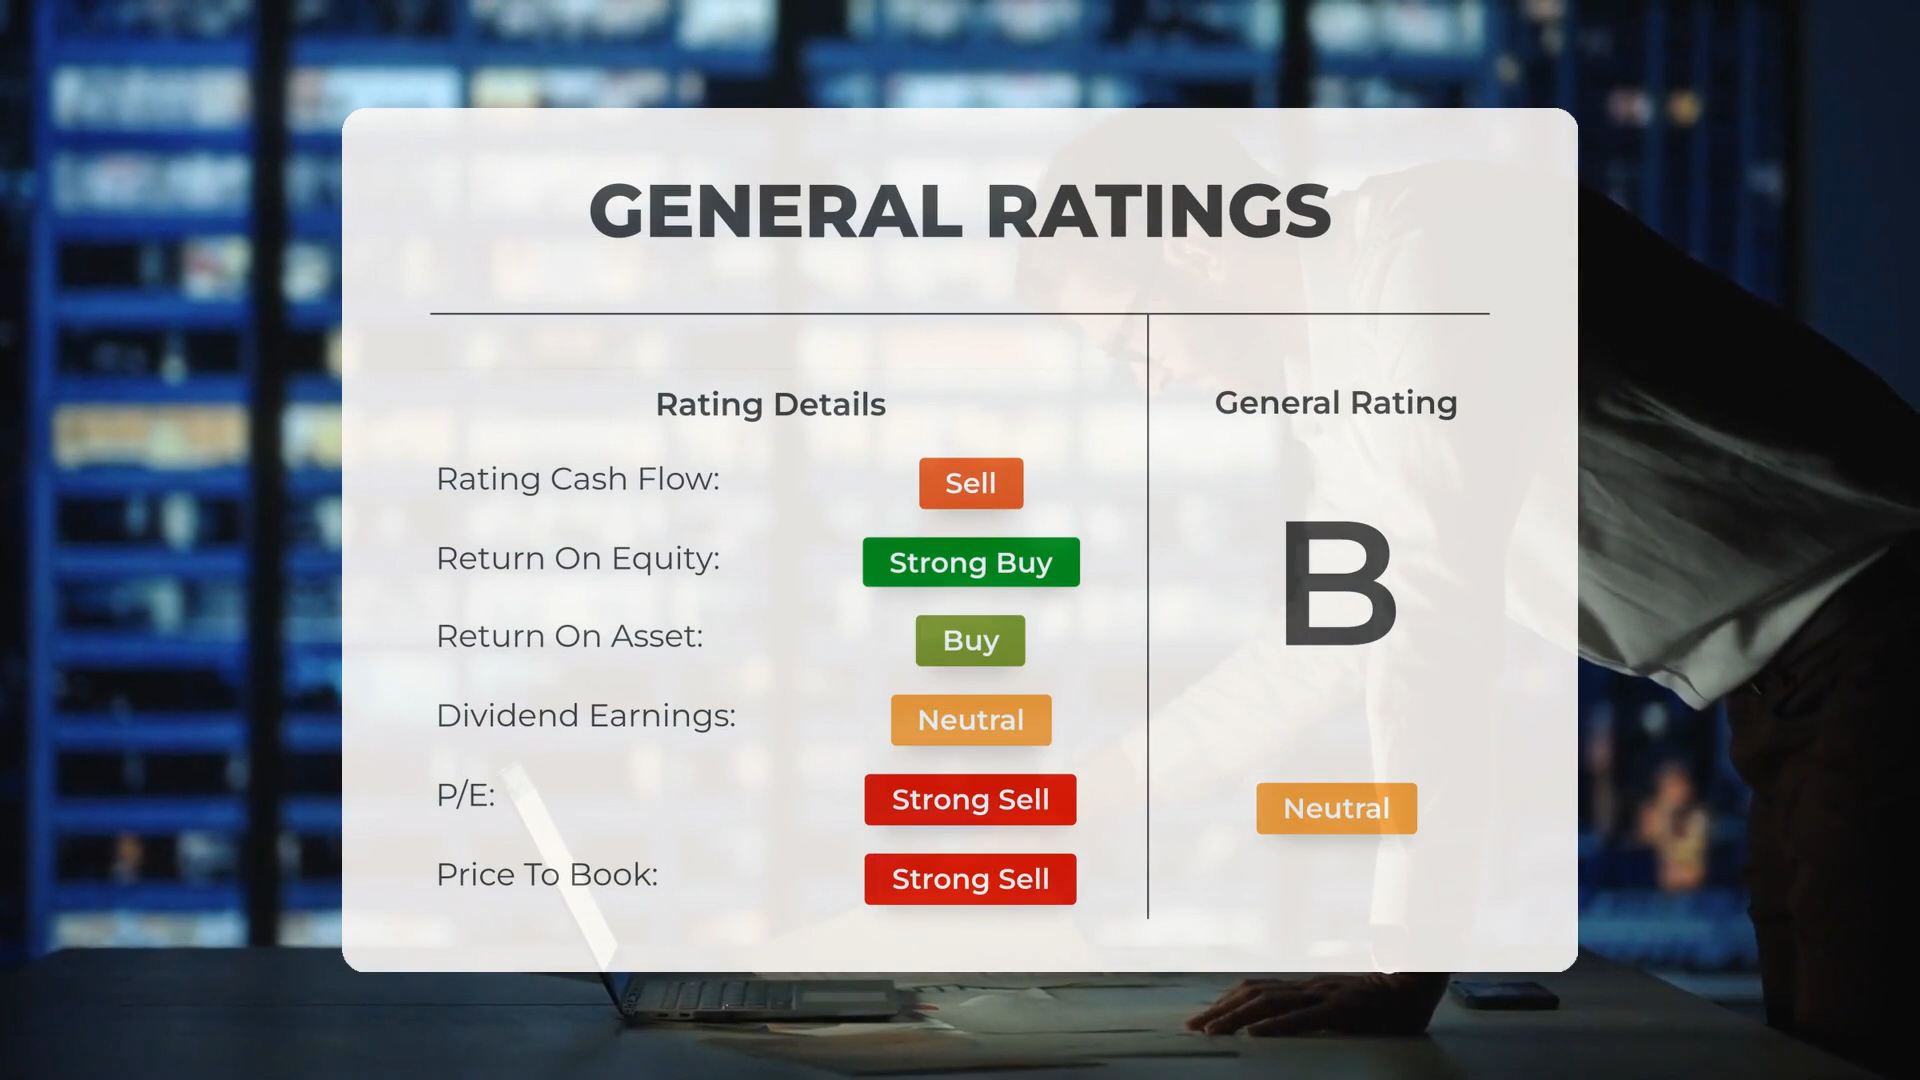 GENERAL RATINGS
Rating Details
Rating Cash Flow: Sell
Return On Equity: Strong Buy
Return On Asset: Buy
Dividend Earnings: Neutral
P/E: Strong Sell
Price To Book: Strong Sell
General Rating
B
Neutral